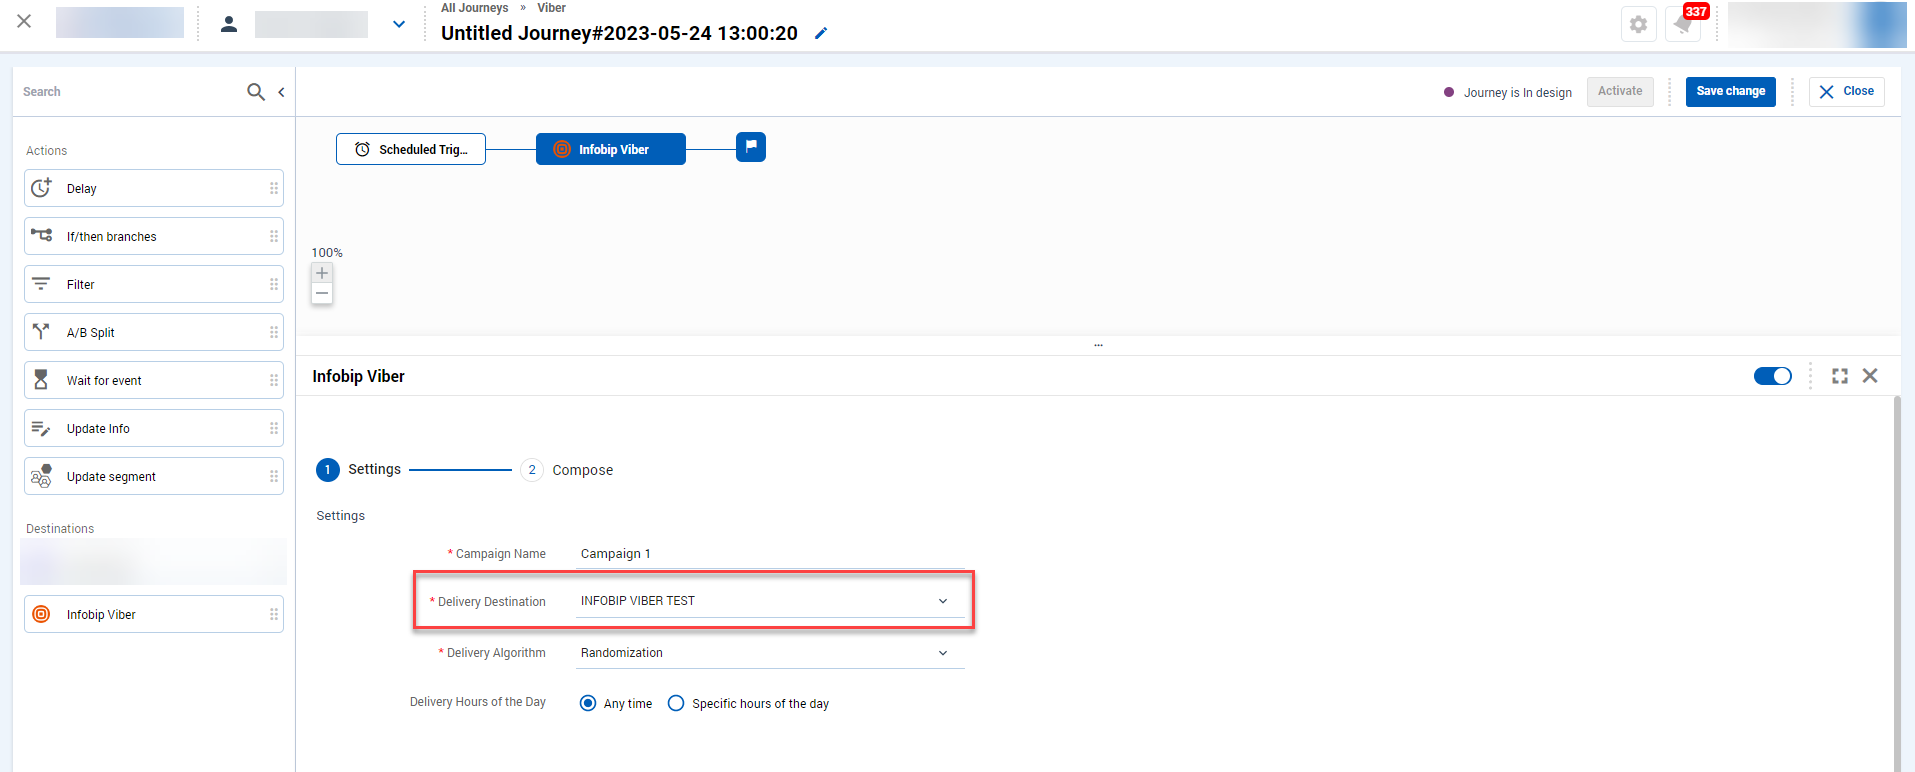 All Journeys » Viber
Untitled Journey#2023-05-24 13:00:20
337
Search
Journey is In design
Activate
Save change
Close
Actions
Delay
If/then branches
Filter
A/B Split
Wait for event
Update Info
Update segment
Destinations
Infobip Viber
Scheduled Trig...
Infobip Viber
100%
Infobip Viber
1 Settings
2 Compose
Settings
* Campaign Name Campaign 1
* Delivery Destination INFOBIP VIBER TEST
* Delivery Algorithm Randomization
Delivery Hours of the Day Any time Specific hours of the day